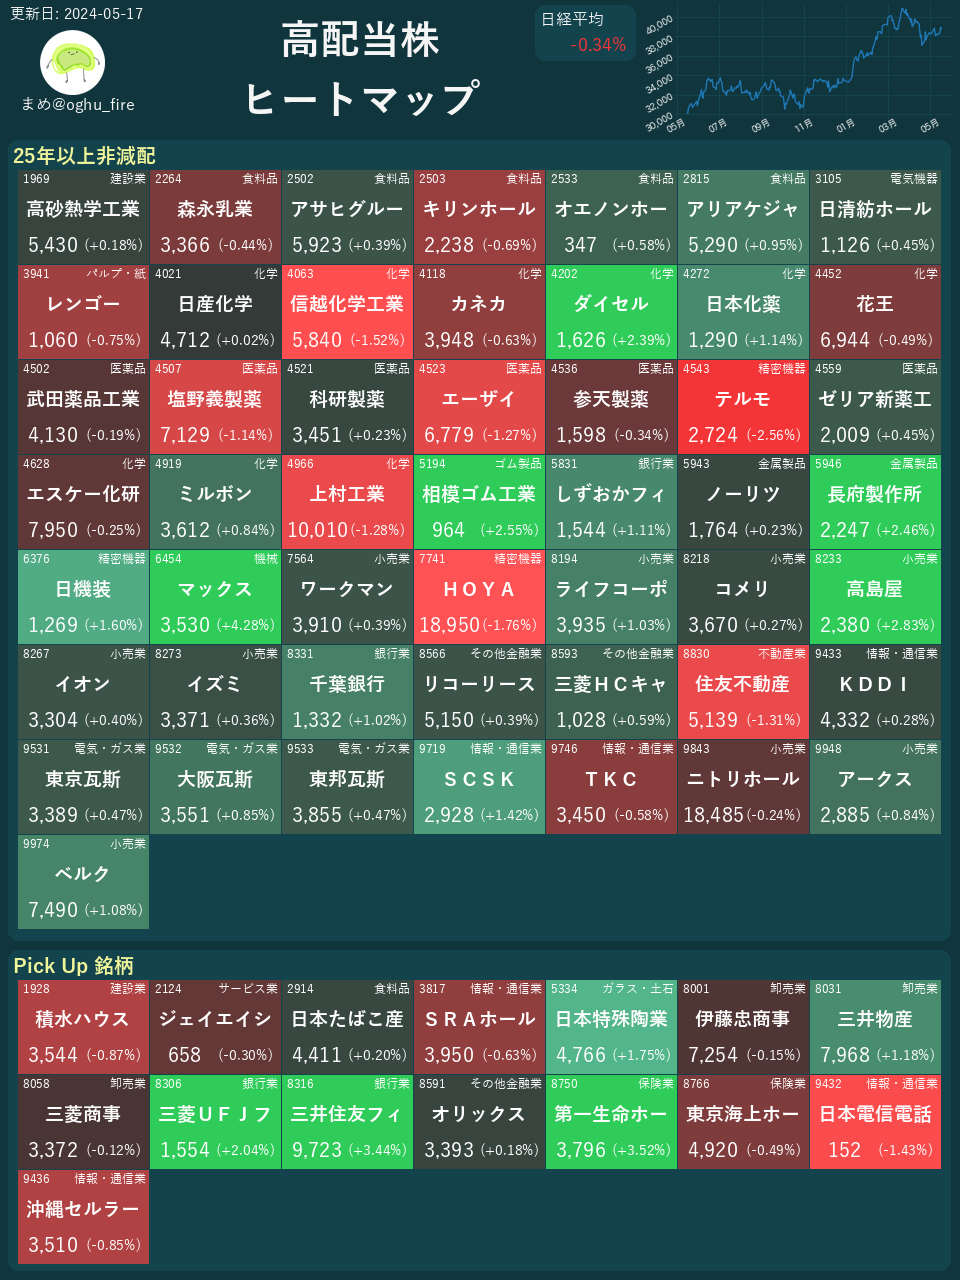 更新日: 2024-05-17
まめ@oghu_fire
高配当株
ヒートマップ
日経平均
-0.34%
40,000
38,000
36,000
34,000
32,000
30,000
05月 07月 09月 11月 01月 03月 05月
25年以上非減配
1969 建設業 2264 食料品 2502 食料品 2503 食料品 2533 食料品 2815 食料品 3105 電気機器
高砂熱学工業 森永乳業 アサヒグルー キリンホール オエノンホー アリアケジャ 日清紡ホール
5,430 (+0.18%) 3,366 (-0.44%) 5,923 (+0.39%) 2,238 (-0.69%) 347 (+0.58%) 5,290 (+0.95%) 1,126 (+0.45%)
3941 パルプ・紙 4021 化学 4063 化学 4118 化学 4202 化学 4272 化学 4452 化学
レンゴー 日産化学 信越化学工業 カネカ ダイセル 日本化薬 花王
1,060 (-0.75%) 4,712 (+0.02%) 5,840 (-1.52%) 3,948 (-0.63%) 1,626 (+2.39%) 1,290 (+1.14%) 6,944 (-0.49%)
4502 医薬品 4507 医薬品 4521 医薬品 4523 医薬品 4536 医薬品 4543 精密機器 4559 医薬品
武田薬品工業 塩野義製薬 科研製薬 エーザイ 参天製薬 テルモ ゼリア新薬工
4,130 (-0.19%) 7,129 (-1.14%) 3,451 (+0.23%) 6,779 (-1.27%) 1,598 (-0.34%) 2,724 (-2.56%) 2,009 (+0.45%)
4628 化学 4919 化学 4966 化学 5194 ゴム製品 5831 銀行業 5943 金属製品 5946 金属製品
エスケー化研 ミルボン 上村工業 相模ゴム工業 しずおかフィ ノーリツ 長府製作所
7,950 (-0.25%) 3,612 (+0.84%) 10,010 (-1.28%) 964 (+2.55%) 1,544 (+1.11%) 1,764 (+0.23%) 2,247 (+2.46%)
6376 精密機器 6454 機械 7564 小売業 7741 精密機器 8194 小売業 8218 小売業 8233 小売業
日機装 マックス ワークマン ＨＯＹＡ ライフコーポ コメリ 高島屋
1,269 (+1.60%) 3,530 (+4.28%) 3,910 (+0.39%) 18,950 (-1.76%) 3,935 (+1.03%) 3,670 (+0.27%) 2,380 (+2.83%)
8267 小売業 8273 小売業 8331 銀行業 8566 その他金融業 8593 その他金融業 8830 不動産業 9433 情報・通信業
イオン イズミ 千葉銀行 リコーリース 三菱ＨＣキャ 住友不動産 ＫＤＤＩ
3,304 (+0.40%) 3,371 (+0.36%) 1,332 (+1.02%) 5,150 (+0.39%) 1,028 (+0.59%) 5,139 (-1.31%) 4,332 (+0.28%)
9531 電気・ガス業 9532 電気・ガス業 9533 電気・ガス業 9719 情報・通信業 9746 情報・通信業 9843 小売業 9948 小売業
東京瓦斯 大阪瓦斯 東邦瓦斯 ＳＣＳＫ ＴＫＣ ニトリホール アークス
3,389 (+0.47%) 3,551 (+0.85%) 3,855 (+0.47%) 2,928 (+1.42%) 3,450 (-0.58%) 18,485 (-0.24%) 2,885 (+0.84%)
9974 小売業
ベルク
7,490 (+1.08%)
Pick Up 銘柄
1928 建設業 2124 サービス業 2914 食料品 3817 情報・通信業 5334 ガラス・土石 8001 卸売業 8031 卸売業
積水ハウス ジェイエイシ 日本たばこ産 ＳＲＡホール 日本特殊陶業 伊藤忠商事 三井物産
3,544 (-0.87%) 658 (-0.30%) 4,411 (+0.20%) 3,950 (-0.63%) 4,766 (+1.75%) 7,254 (-0.15%) 7,968 (+1.18%)
8058 卸売業 8306 銀行業 8316 銀行業 8591 その他金融業 8750 保険業 8766 保険業 9432 情報・通信業
三菱商事 三菱ＵＦＪフ 三井住友フィ オリックス 第一生命ホー 東京海上ホー 日本電信電話
3,372 (-0.12%) 1,554 (+2.04%) 9,723 (+3.44%) 3,393 (+0.18%) 3,796 (+3.52%) 4,920 (-0.49%) 152 (-1.43%)
9436 情報・通信業
沖縄セルラー
3,510 (-0.85%)